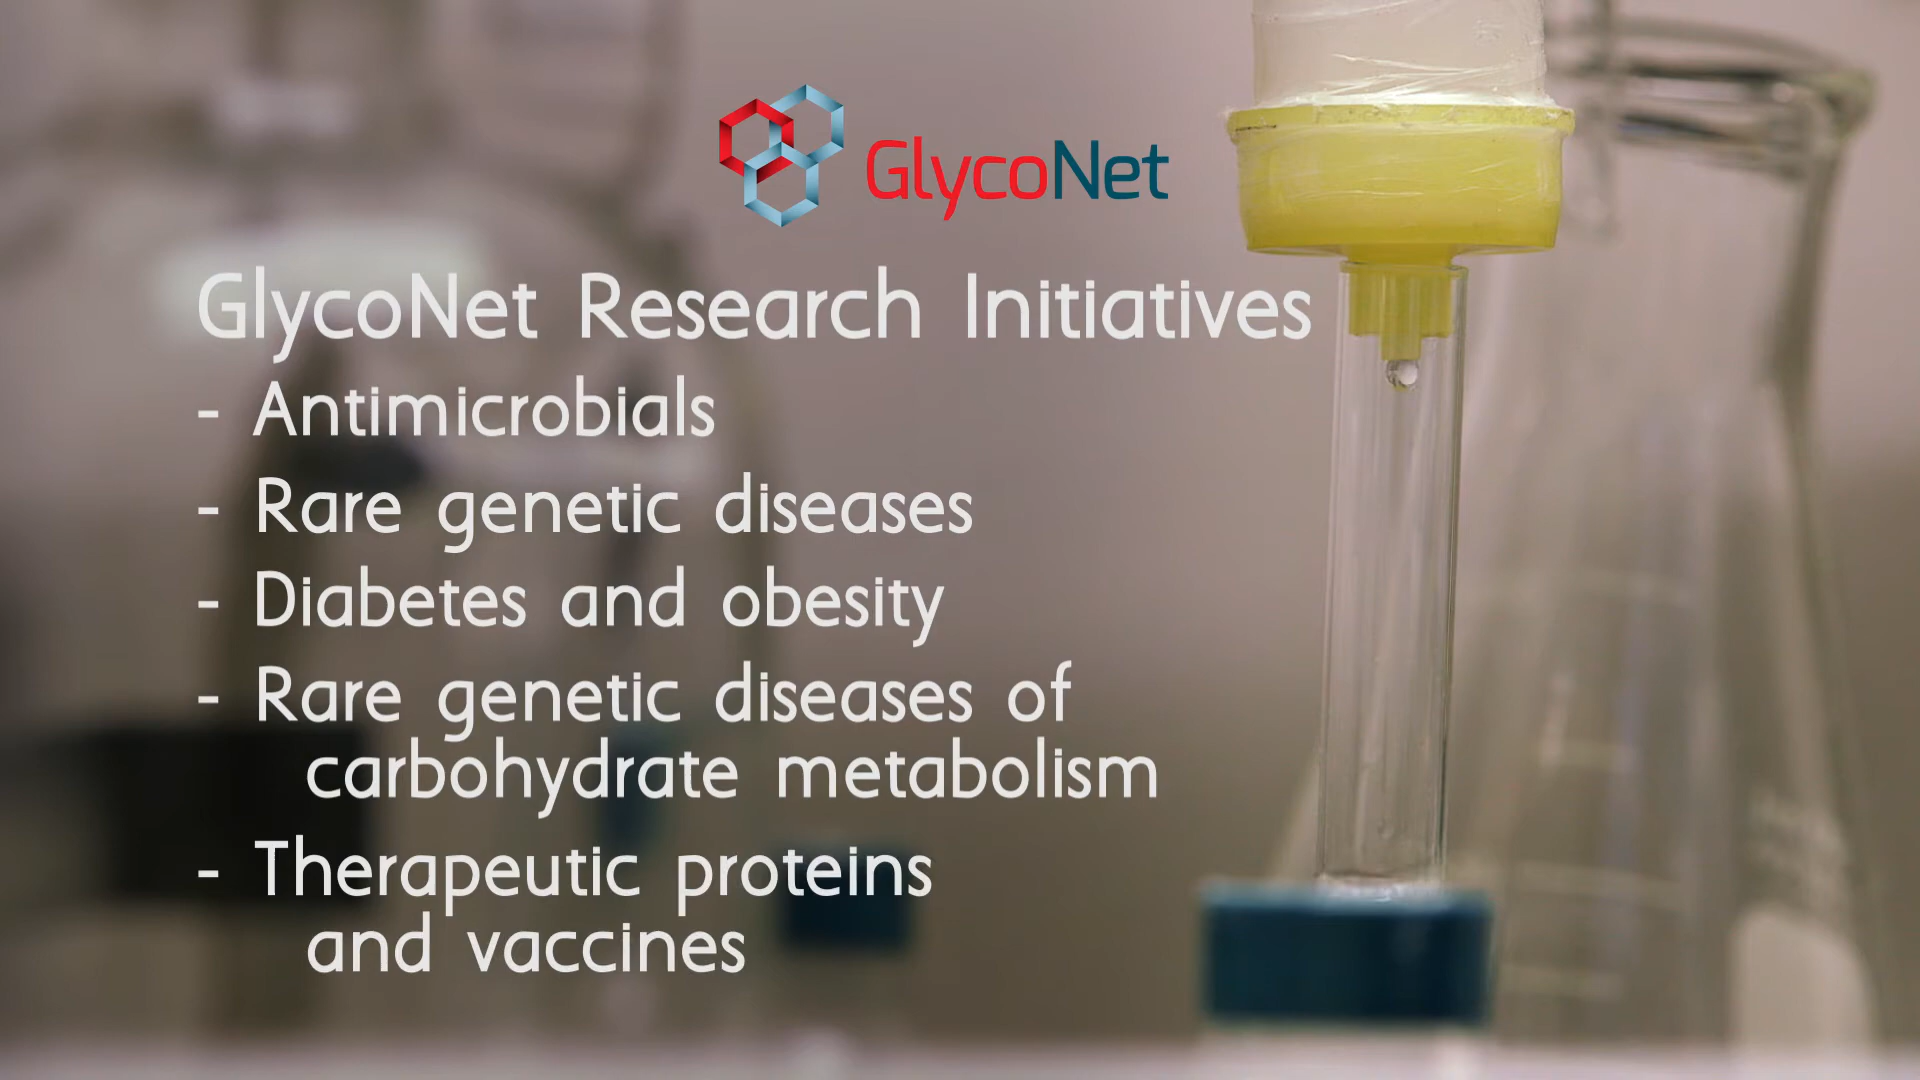 GlycoNet
GlycoNet Research Initiatives
- Antimicrobials
- Rare genetic diseases
- Diabetes and obesity
- Rare genetic diseases of
carbohydrate metabolism
- Therapeutic proteins
and vaccines